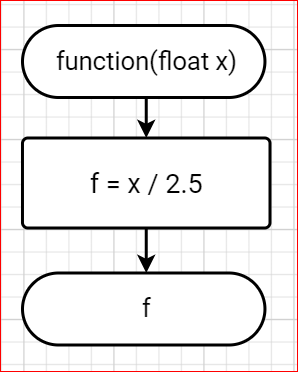 function(float x)
f = x / 2.5
f